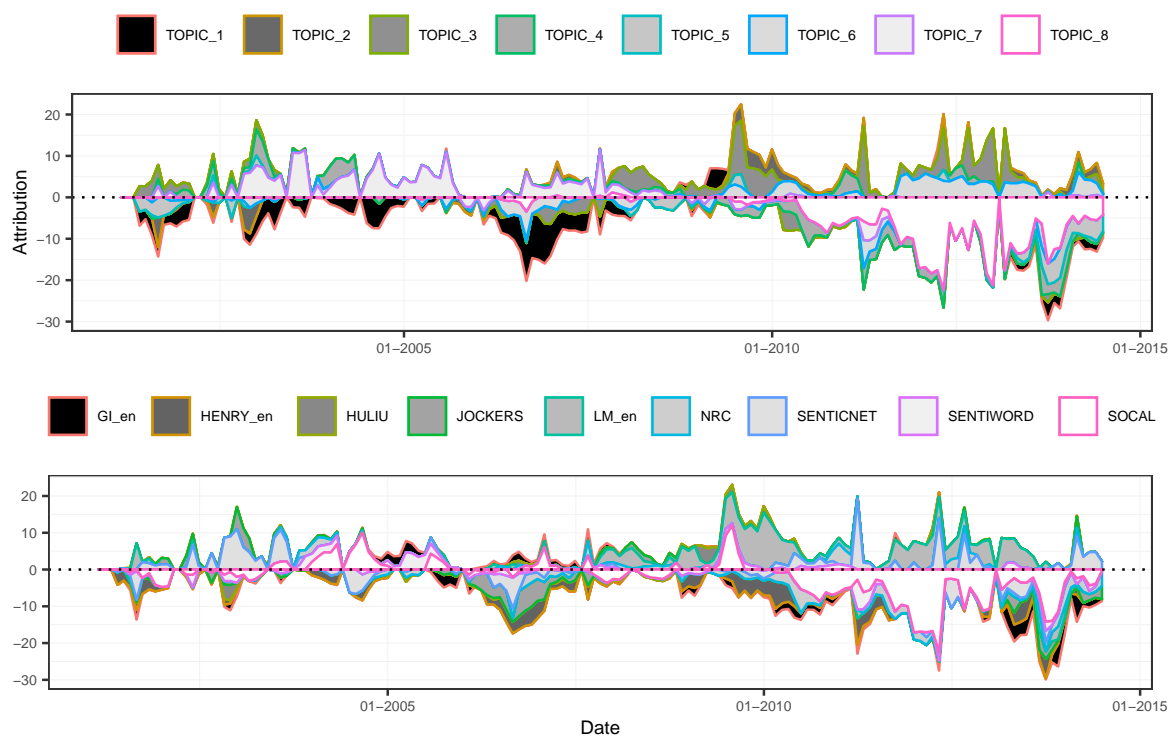 TOPIC_1 TOPIC_2 TOPIC_3 TOPIC_4 TOPIC_5 TOPIC_6 TOPIC_7 TOPIC_8
Attribution
20
10
0
−10
−20
−30
01−2005 01−2010 01−2015
GI_en HENRY_en HULIU JOCKERS LM_en NRC SENTICNET SENTIWORD SOCAL
20
10
0
−10
−20
−30
01−2005 01−2010 01−2015
Date